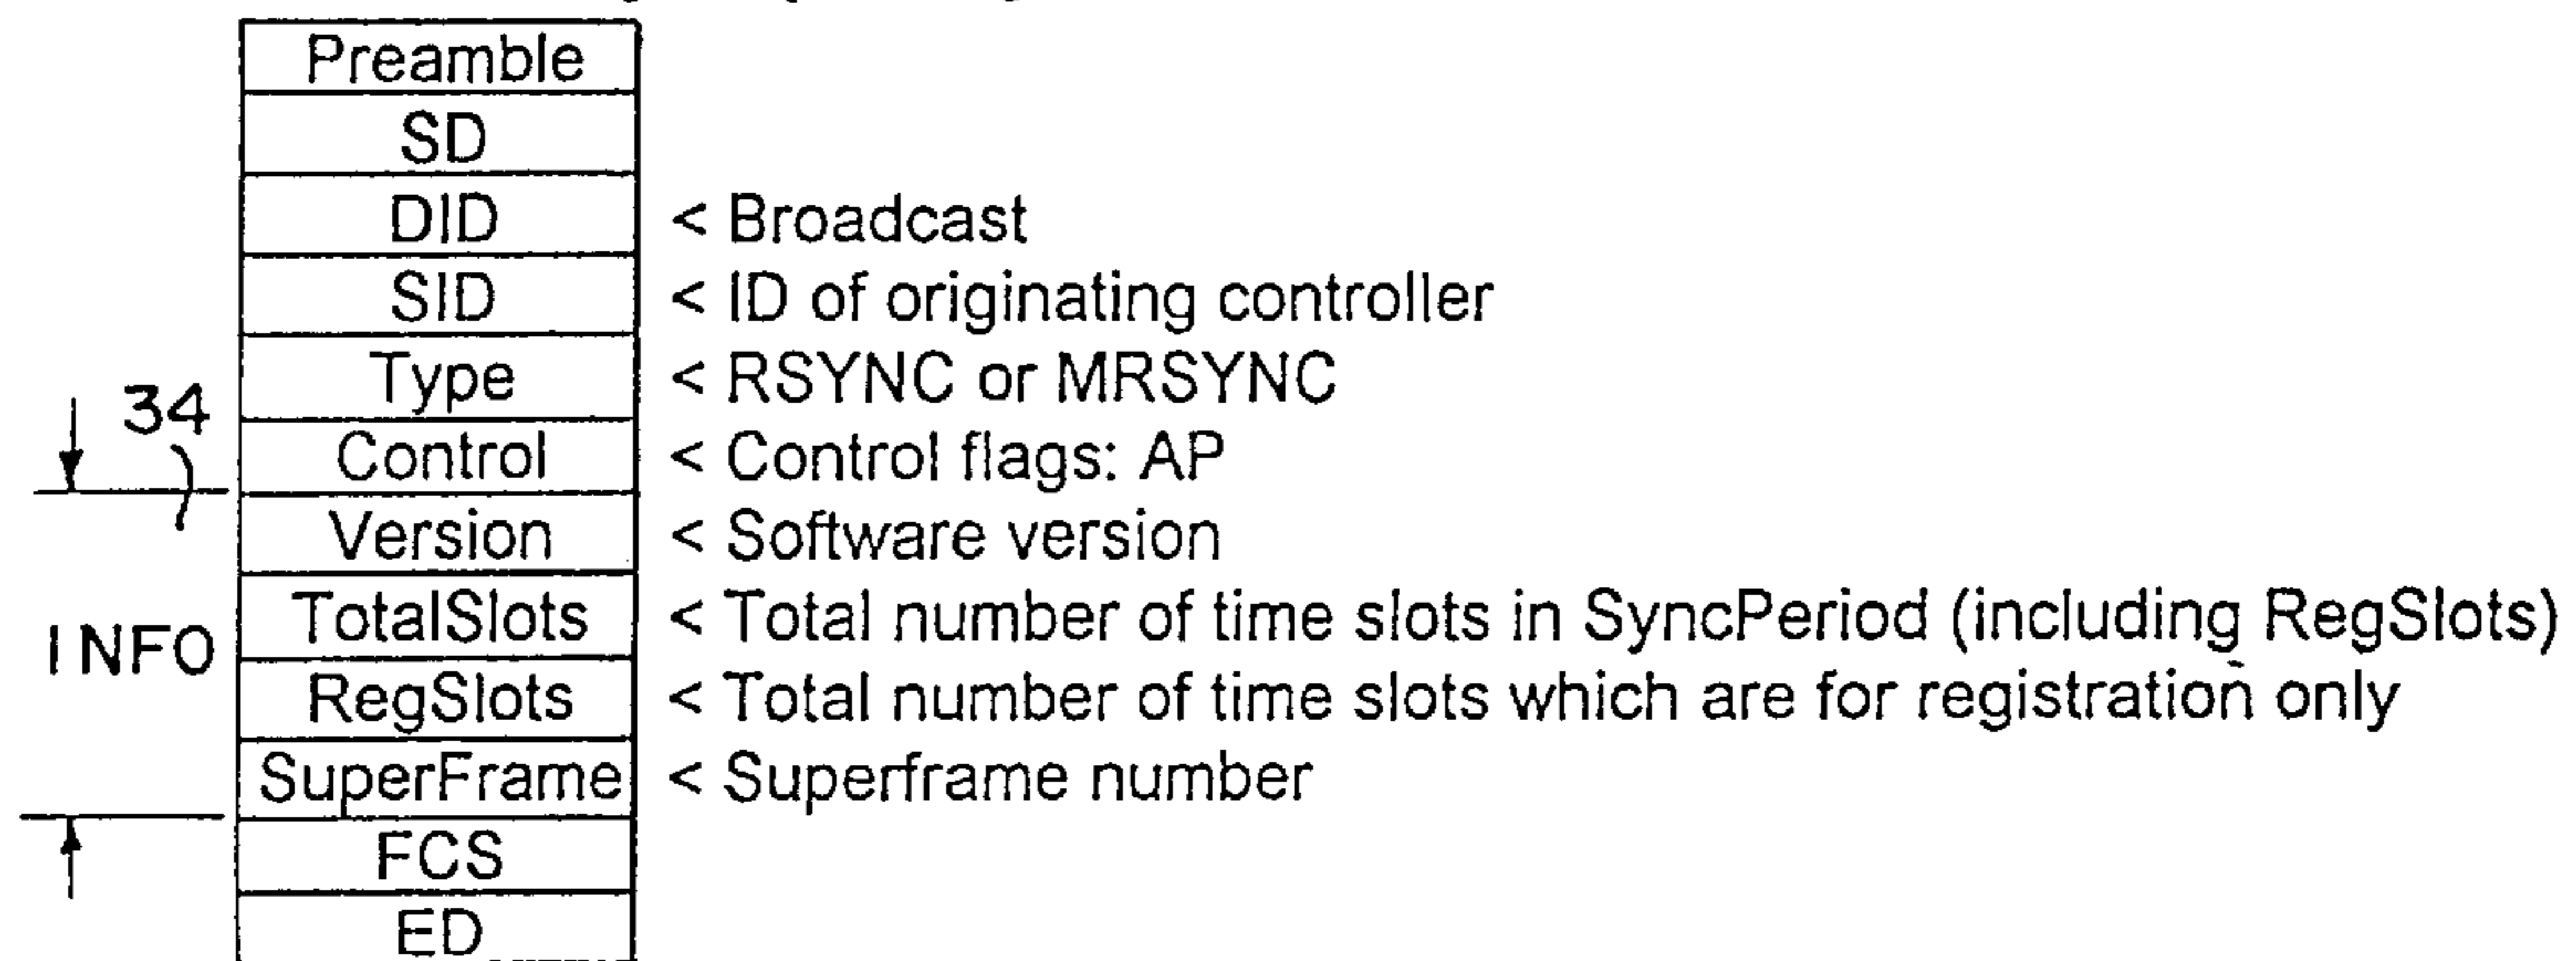 Preamble
SD
DID < Broadcast
SID < ID of originating controller
Type < RSYNC or MRSYNC
34
Control < Control flags: AP
Version < Software version
TotalSlots < Total number of time slots in SyncPeriod (including RegSlots)
INFO
RegSlots < Total number of time slots which are for registration only
SuperFrame < Superframe number
FCS
ED